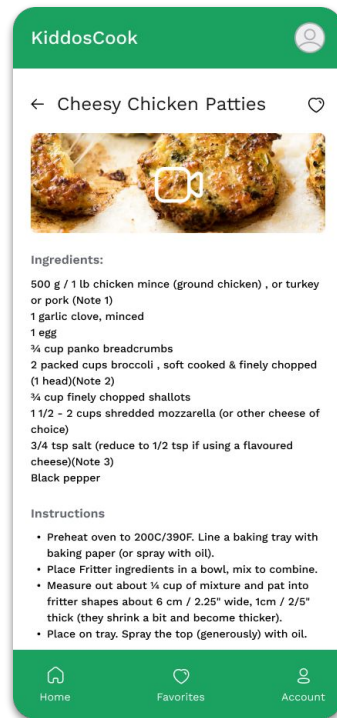 KiddosCook
← Cheesy Chicken Patties
Ingredients:
500 g / 1 lb chicken mince (ground chicken) , or turkey
or pork (Note 1)
1 garlic clove, minced
1 egg
¾ cup panko breadcrumbs
2 packed cups broccoli , soft cooked & finely chopped
(1 head)(Note 2)
¾ cup finely chopped shallots
1 1/2 - 2 cups shredded mozzarella (or other cheese of
choice)
3/4 tsp salt (reduce to 1/2 tsp if using a flavoured
cheese)(Note 3)
Black pepper
Instructions
• Preheat oven to 200C/390F. Line a baking tray with
baking paper (or spray with oil).
• Place Fritter ingredients in a bowl, mix to combine.
• Measure out about ¼ cup of mixture and pat into
fritter shapes about 6 cm / 2.25" wide, 1cm / 2/5"
thick (they shrink a bit and become thicker).
• Place on tray. Spray the top (generously) with oil.
Home
Favorites
Account